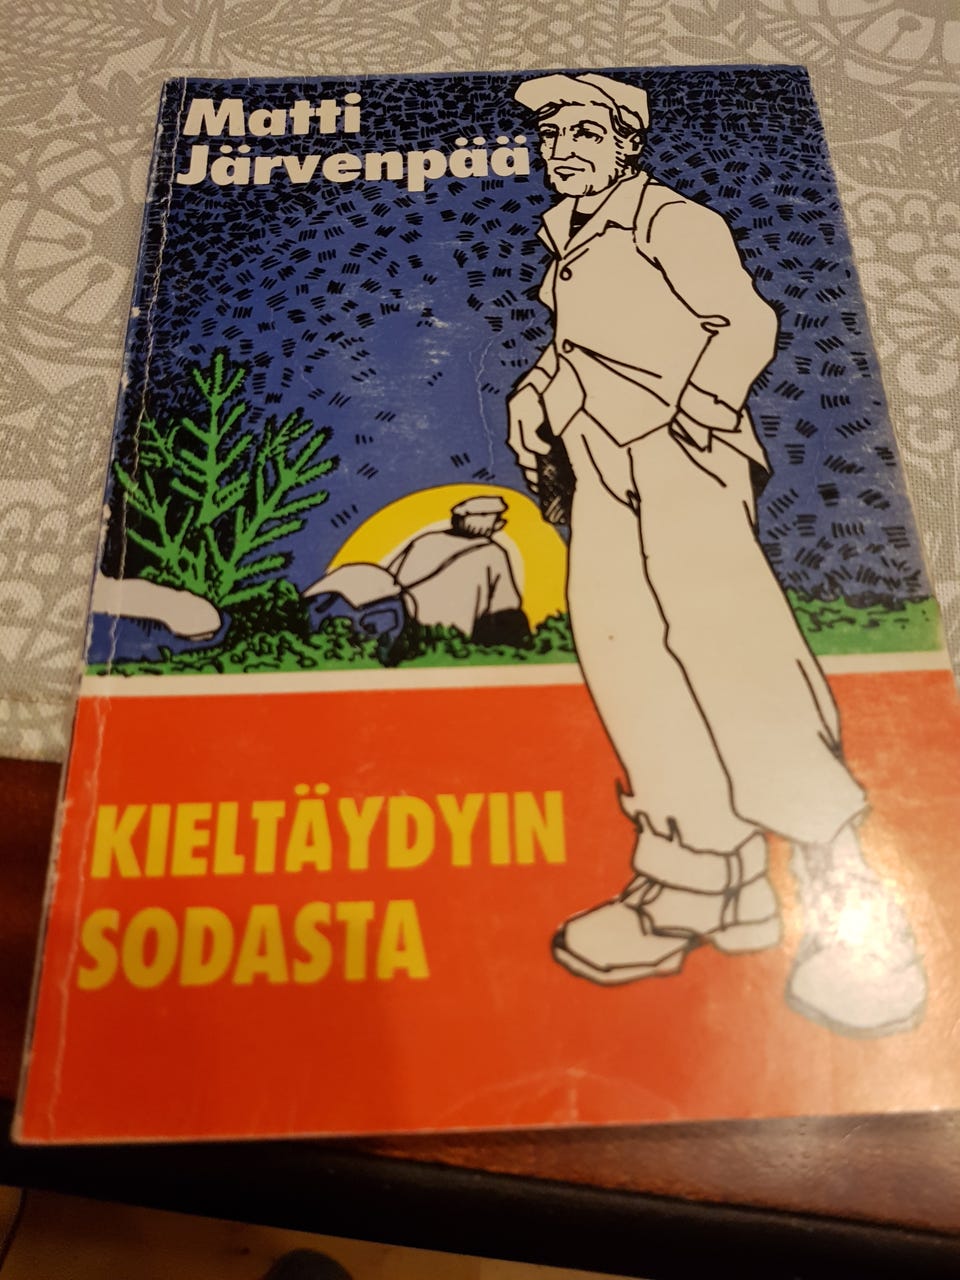 Matti
Järvenpää
KIELTÄYDYIN
SODASTA